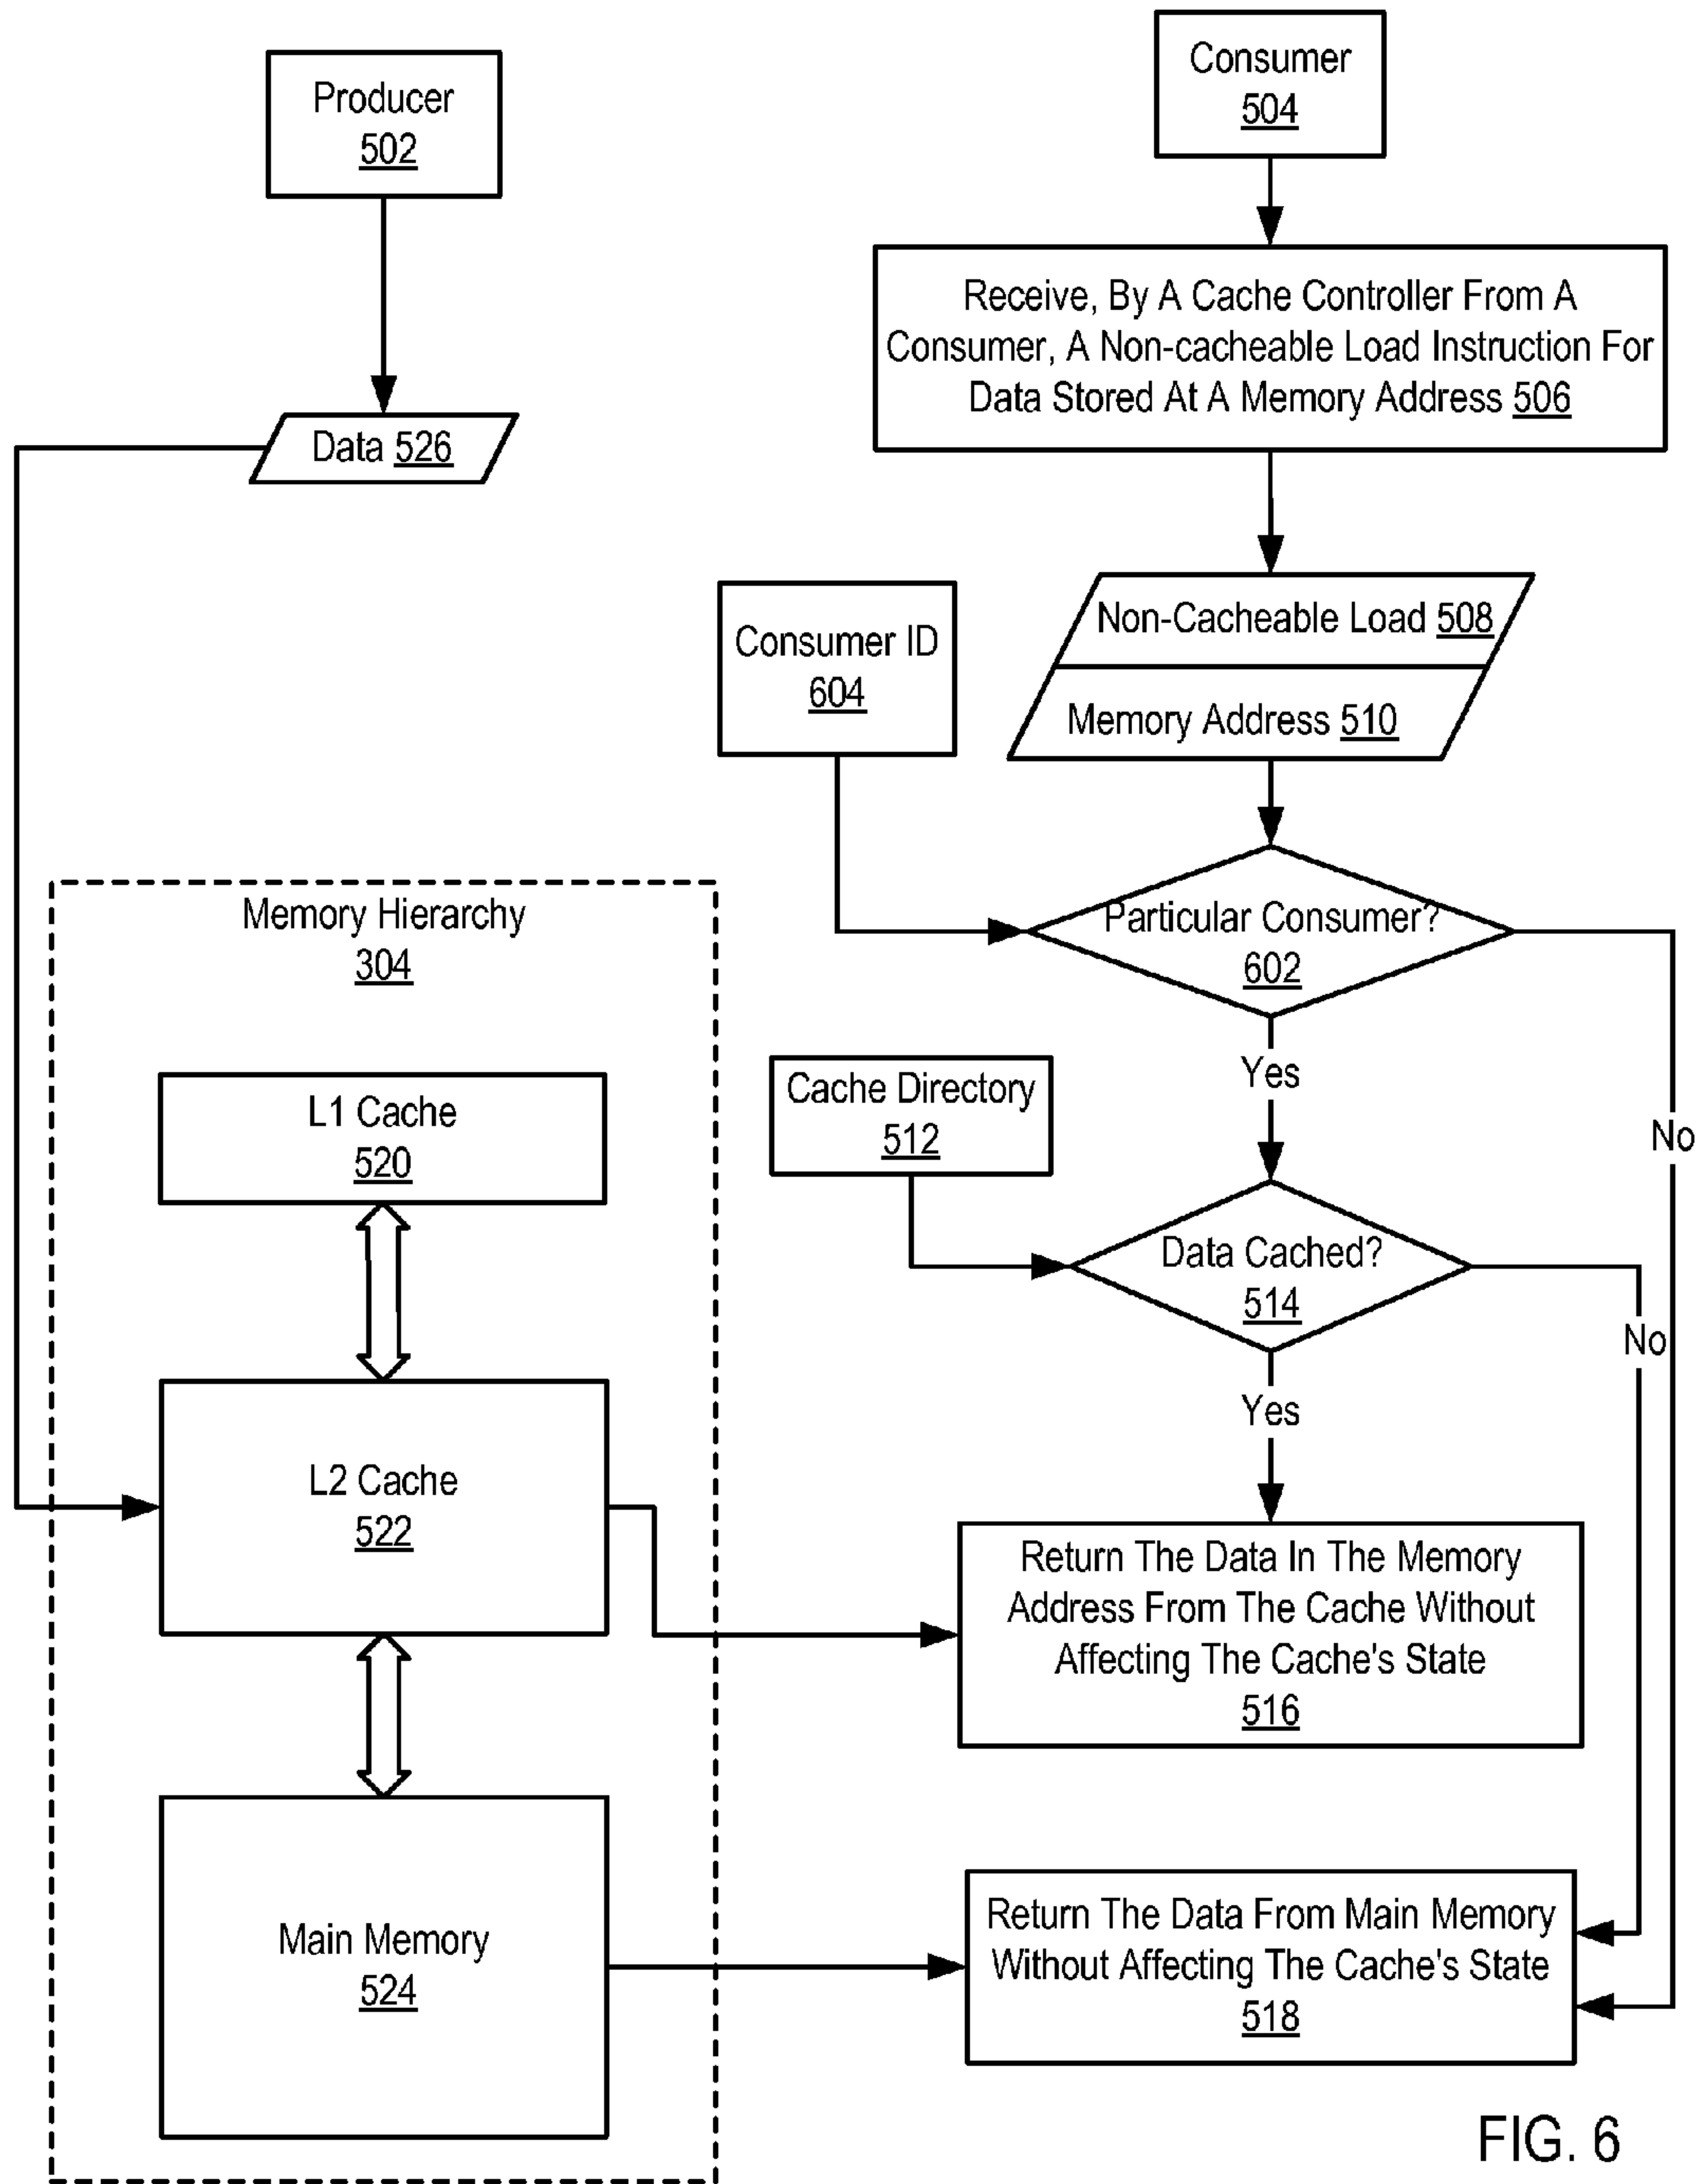 Producer
502
Consumer
504
Receive, By A Cache Controller From A
Consumer, A Non-cacheable Load Instruction For
Data Stored At A Memory Address 506
Data 526
Non-Cacheable Load 508
Memory Address 510
Consumer ID
604
Particular Consumer?
602
Yes
No
Memory Hierarchy
304
L1 Cache
520
Cache Directory
512
Data Cached?
514
Yes
No
L2 Cache
522
Return The Data In The Memory
Address From The Cache Without
Affecting The Cache's State
516
Main Memory
524
Return The Data From Main Memory
Without Affecting The Cache's State
518
FIG. 6